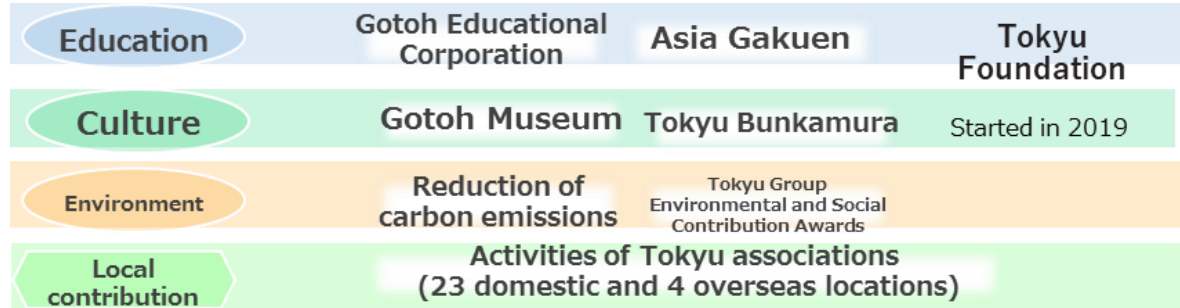 Education
Gotoh Educational
Corporation
Asia Gakuen
Tokyu
Foundation
Culture
Gotoh Museum
Tokyu Bunkamura
Started in 2019
Environment
Reduction of
carbon emissions
Tokyu Group
Environmental and Social
Contribution Awards
Local
contribution
Activities of Tokyu associations
(23 domestic and 4 overseas locations)